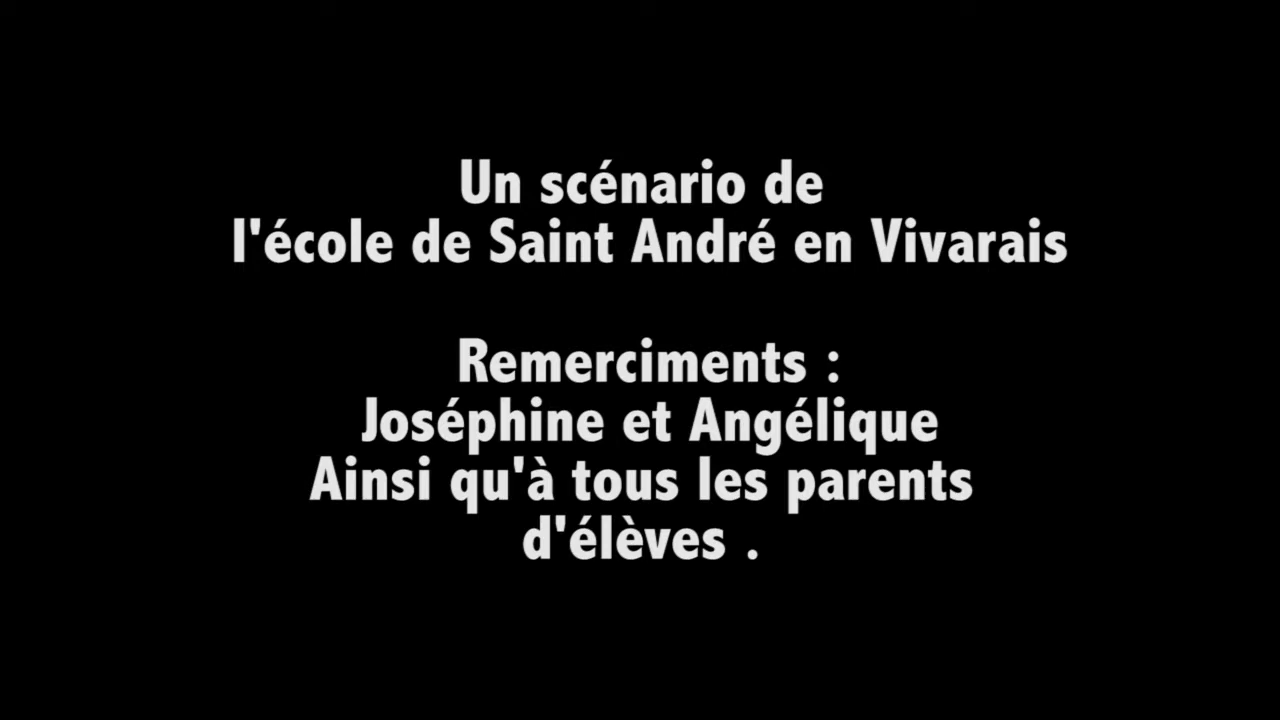 Un scénario de
l'école de Saint André en Vivarais
Remerciments :
Joséphine et Angélique
Ainsi qu'à tous les parents
d'élèves .